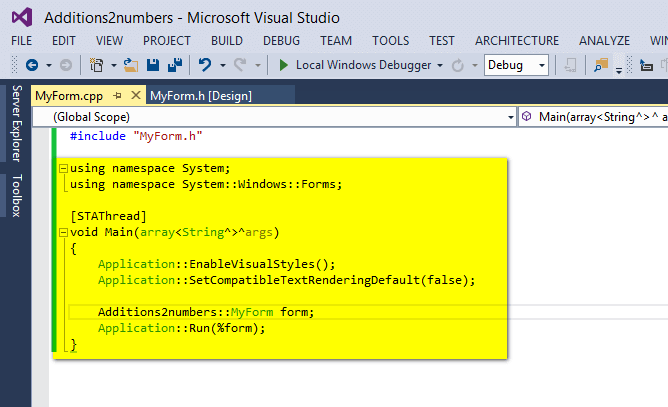 Additions2numbers - Microsoft Visual Studio
FILE EDIT VIEW PROJECT BUILD DEBUG TEAM TOOLS TEST ARCHITECTURE ANALYZE WIN
Local Windows Debugger Debug
Server Explorer
Toolbox
MyForm.cpp MyForm.h [Design]
(Global Scope) Main(array<String^>^ a
#include "MyForm.h"
using namespace System;
using namespace System::Windows::Forms;
[STAThread]
void Main(array<String^>^args)
{
Application::EnableVisualStyles();
Application::SetCompatibleTextRenderingDefault(false);
Additions2numbers::MyForm form;
Application::Run(%form);
}